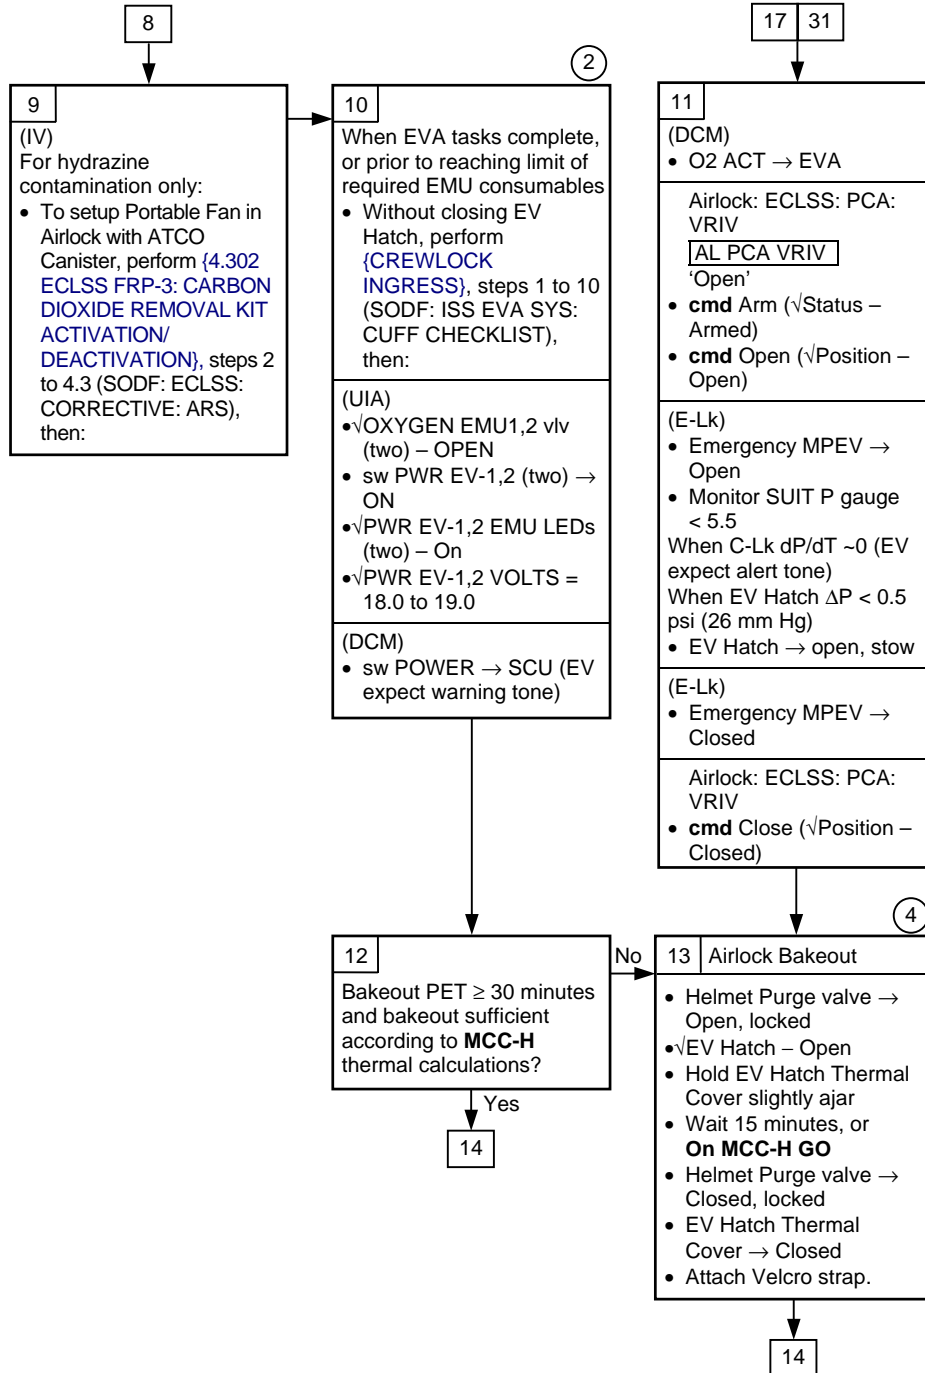 8
9
(IV)
For hydrazine
contamination only:
• To setup Portable Fan in
Airlock with ATCO
Canister, perform {4.302
ECLSS FRP-3: CARBON
DIOXIDE REMOVAL KIT
ACTIVATION/
DEACTIVATION}, steps 2
to 4.3 (SODF: ECLSS:
CORRECTIVE: ARS),
then:
2
10
When EVA tasks complete,
or prior to reaching limit of
required EMU consumables
• Without closing EV
Hatch, perform
{CREWLOCK
INGRESS}, steps 1 to 10
(SODF: ISS EVA SYS:
CUFF CHECKLIST),
then:
(UIA)
•√OXYGEN EMU1,2 vlv
(two) – OPEN
• sw PWR EV-1,2 (two) →
ON
•√PWR EV-1,2 EMU LEDs
(two) – On
•√PWR EV-1,2 VOLTS =
18.0 to 19.0
(DCM)
• sw POWER → SCU (EV
expect warning tone)
17 31
11
(DCM)
• O2 ACT → EVA
Airlock: ECLSS: PCA:
VRIV
AL PCA VRIV
‘Open’
• cmd Arm (√Status –
Armed)
• cmd Open (√Position –
Open)
(E-Lk)
• Emergency MPEV →
Open
• Monitor SUIT P gauge
< 5.5
When C-Lk dP/dT ~0 (EV
expect alert tone)
When EV Hatch ∆P < 0.5
psi (26 mm Hg)
• EV Hatch → open, stow
(E-Lk)
• Emergency MPEV →
Closed
Airlock: ECLSS: PCA:
VRIV
• cmd Close (√Position –
Closed)
12
Bakeout PET ≥ 30 minutes
and bakeout sufficient
according to MCC-H
thermal calculations?
No
Yes
14
4
13 Airlock Bakeout
• Helmet Purge valve →
Open, locked
•√EV Hatch – Open
• Hold EV Hatch Thermal
Cover slightly ajar
• Wait 15 minutes, or
On MCC-H GO
• Helmet Purge valve →
Closed, locked
• EV Hatch Thermal
Cover → Closed
• Attach Velcro strap.
14